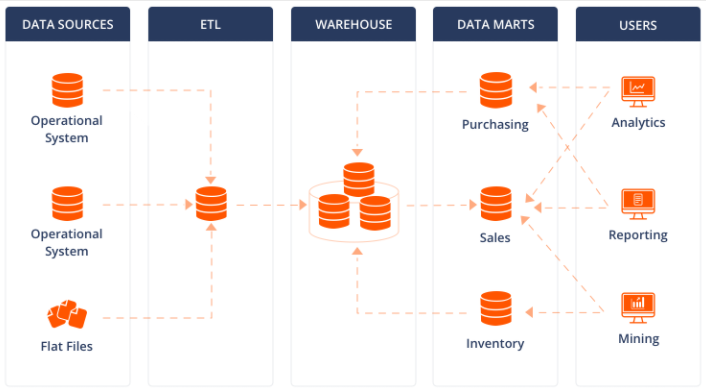 DATA SOURCES
ETL
WAREHOUSE
DATA MARTS
USERS
Operational
System
Operational
System
Flat Files
Purchasing
Sales
Inventory
Analytics
Reporting
Mining